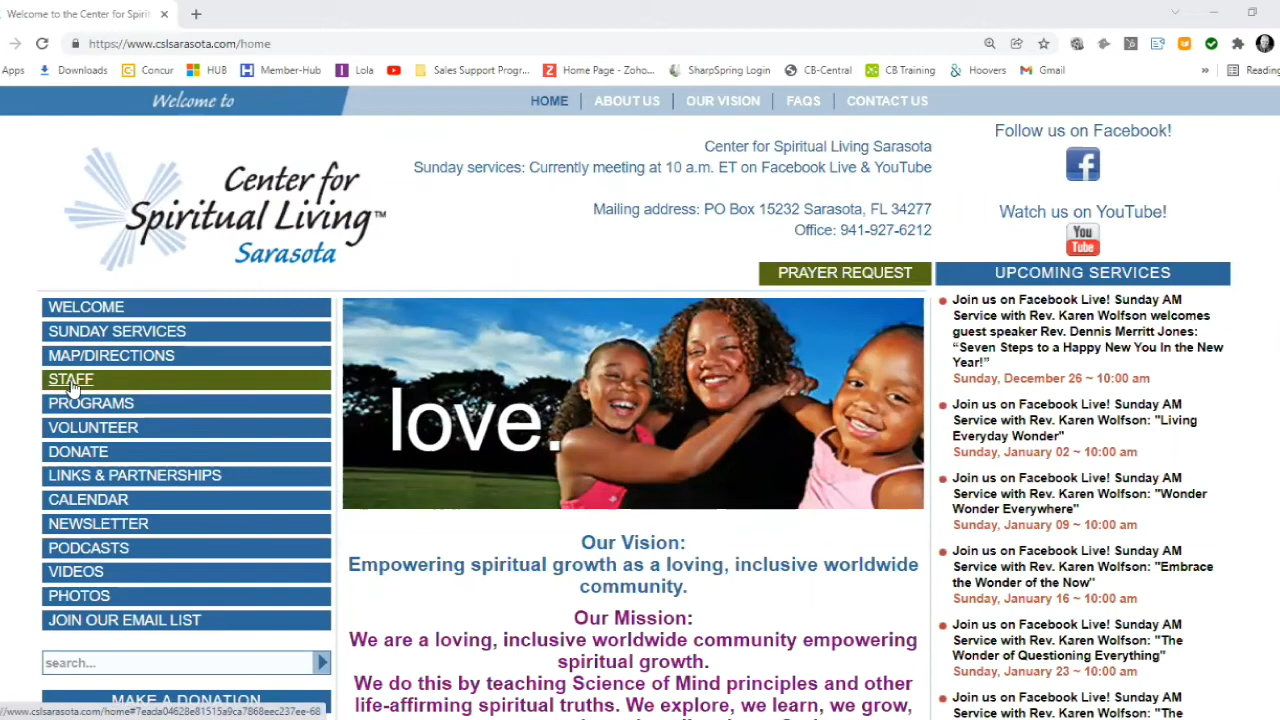 Welcome to the Center for Spirit
https://www.cslsarasota.com/home
Apps Downloads Concur HUB Member-Hub Lola Sales Support Progr... Home Page - Zoho... SharpSpring Login CB-Central CB Training Hoovers Gmail » Reading
Welcome to
HOME ABOUT US OUR VISION FAQS CONTACT US
Center for
Spiritual Living™
Sarasota
Center for Spiritual Living Sarasota
Sunday services: Currently meeting at 10 a.m. ET on Facebook Live & YouTube
Mailing address: PO Box 15232 Sarasota, FL 34277
Office: 941-927-6212
Follow us on Facebook!
f
Watch us on YouTube!
You
Tube
PRAYER REQUEST
UPCOMING SERVICES
WELCOME
SUNDAY SERVICES
MAP/DIRECTIONS
STAFF
PROGRAMS
VOLUNTEER
DONATE
LINKS & PARTNERSHIPS
CALENDAR
NEWSLETTER
PODCASTS
VIDEOS
PHOTOS
JOIN OUR EMAIL LIST
search...
MAKE A DONATION
/www.cslsarasota.com/home#7eada04628e81515a9ca7868eec237ee-68
love.
Our Vision:
Empowering spiritual growth as a loving, inclusive worldwide
community.
Our Mission:
We are a loving, inclusive worldwide community empowering
spiritual growth.
We do this by teaching Science of Mind principles and other
life-affirming spiritual truths. We explore, we learn, we grow,
Join us on Facebook Live! Sunday AM
Service with Rev. Karen Wolfson welcomes
guest speaker Rev. Dennis Merritt Jones:
“Seven Steps to a Happy New You In the New
Year!”
Sunday, December 26 ~ 10:00 am
Join us on Facebook Live! Sunday AM
Service with Rev. Karen Wolfson: "Living
Everyday Wonder"
Sunday, January 02 ~ 10:00 am
Join us on Facebook Live! Sunday AM
Service with Rev. Karen Wolfson: "Wonder
Wonder Everywhere"
Sunday, January 09 ~ 10:00 am
Join us on Facebook Live! Sunday AM
Service with Rev. Karen Wolfson: "Embrace
the Wonder of the Now"
Sunday, January 16 ~ 10:00 am
Join us on Facebook Live! Sunday AM
Service with Rev. Karen Wolfson: "The
Wonder of Questioning Everything"
Sunday, January 23 ~ 10:00 am
Join us on Facebook Live! Sunday AM
Service with Rev. Karen Wolfson: "The